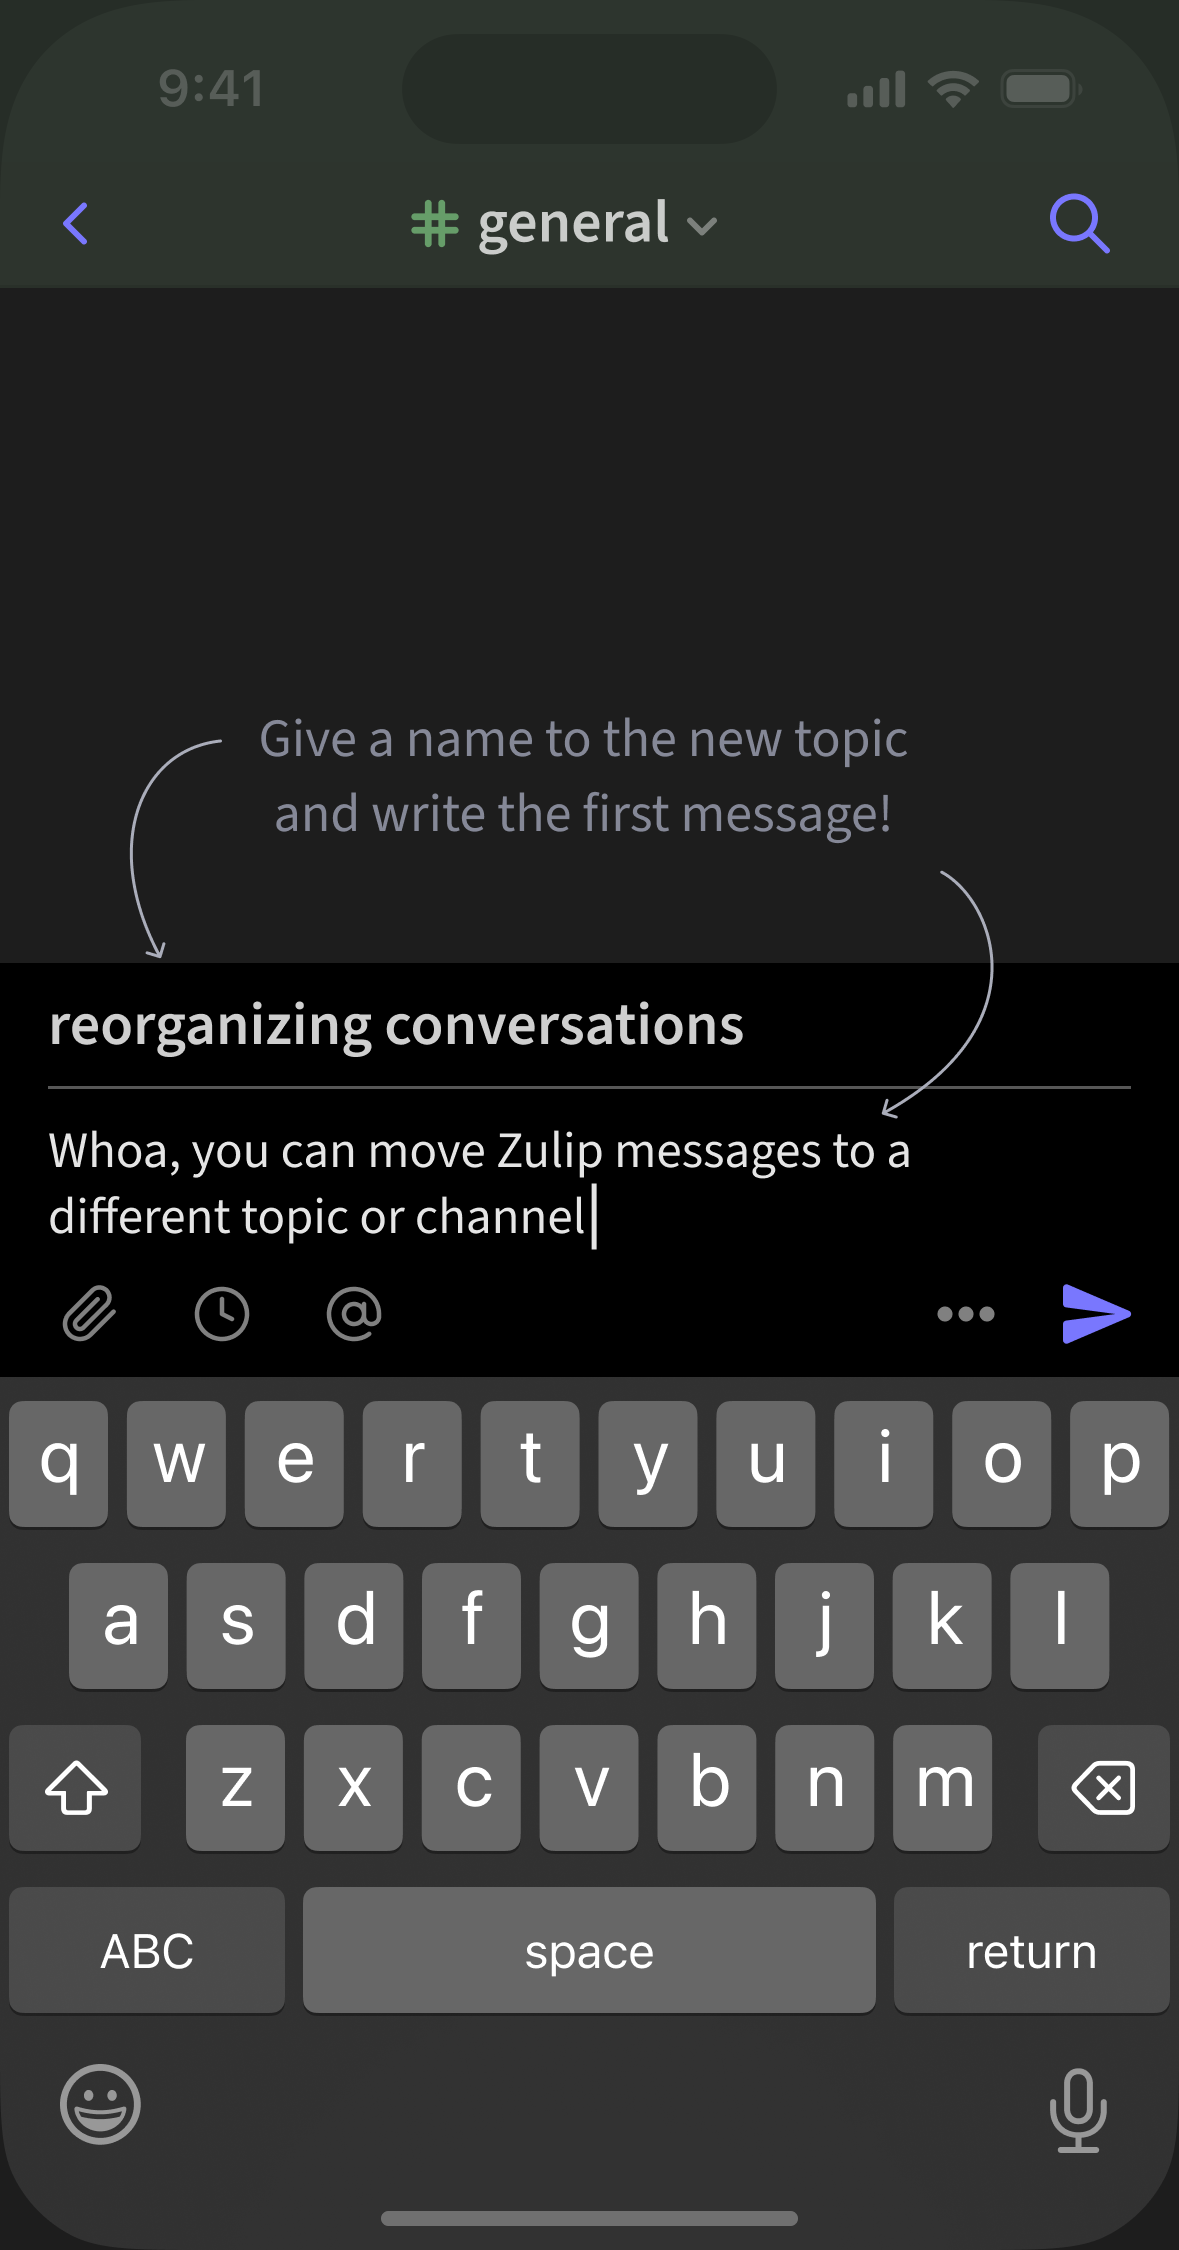 9:41
general
Give a name to the new topic
and write the first message!
reorganizing conversations
Whoa, you can move Zulip messages to a
different topic or channel
q w e r t y u i o p
a s d f g h j k l
z x c v b n m
ABC space return